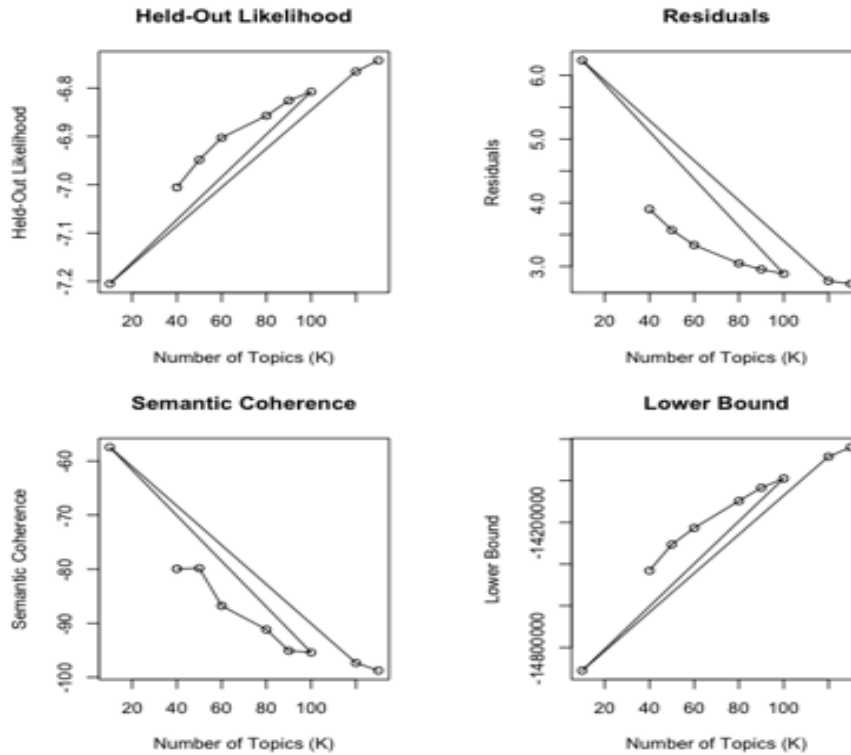 Held-Out Likelihood
Held-Out Likelihood
-6.8
-6.9
-7.0
-7.1
-7.2
20 40 60 80 100
Number of Topics (K)
Residuals
Residuals
6.0
5.0
4.0
3.0
20 40 60 80 100
Number of Topics (K)
Semantic Coherence
Semantic Coherence
-60
-70
-80
-90
-100
20 40 60 80 100
Number of Topics (K)
Lower Bound
Lower Bound
-14200000
-14800000
20 40 60 80 100
Number of Topics (K)